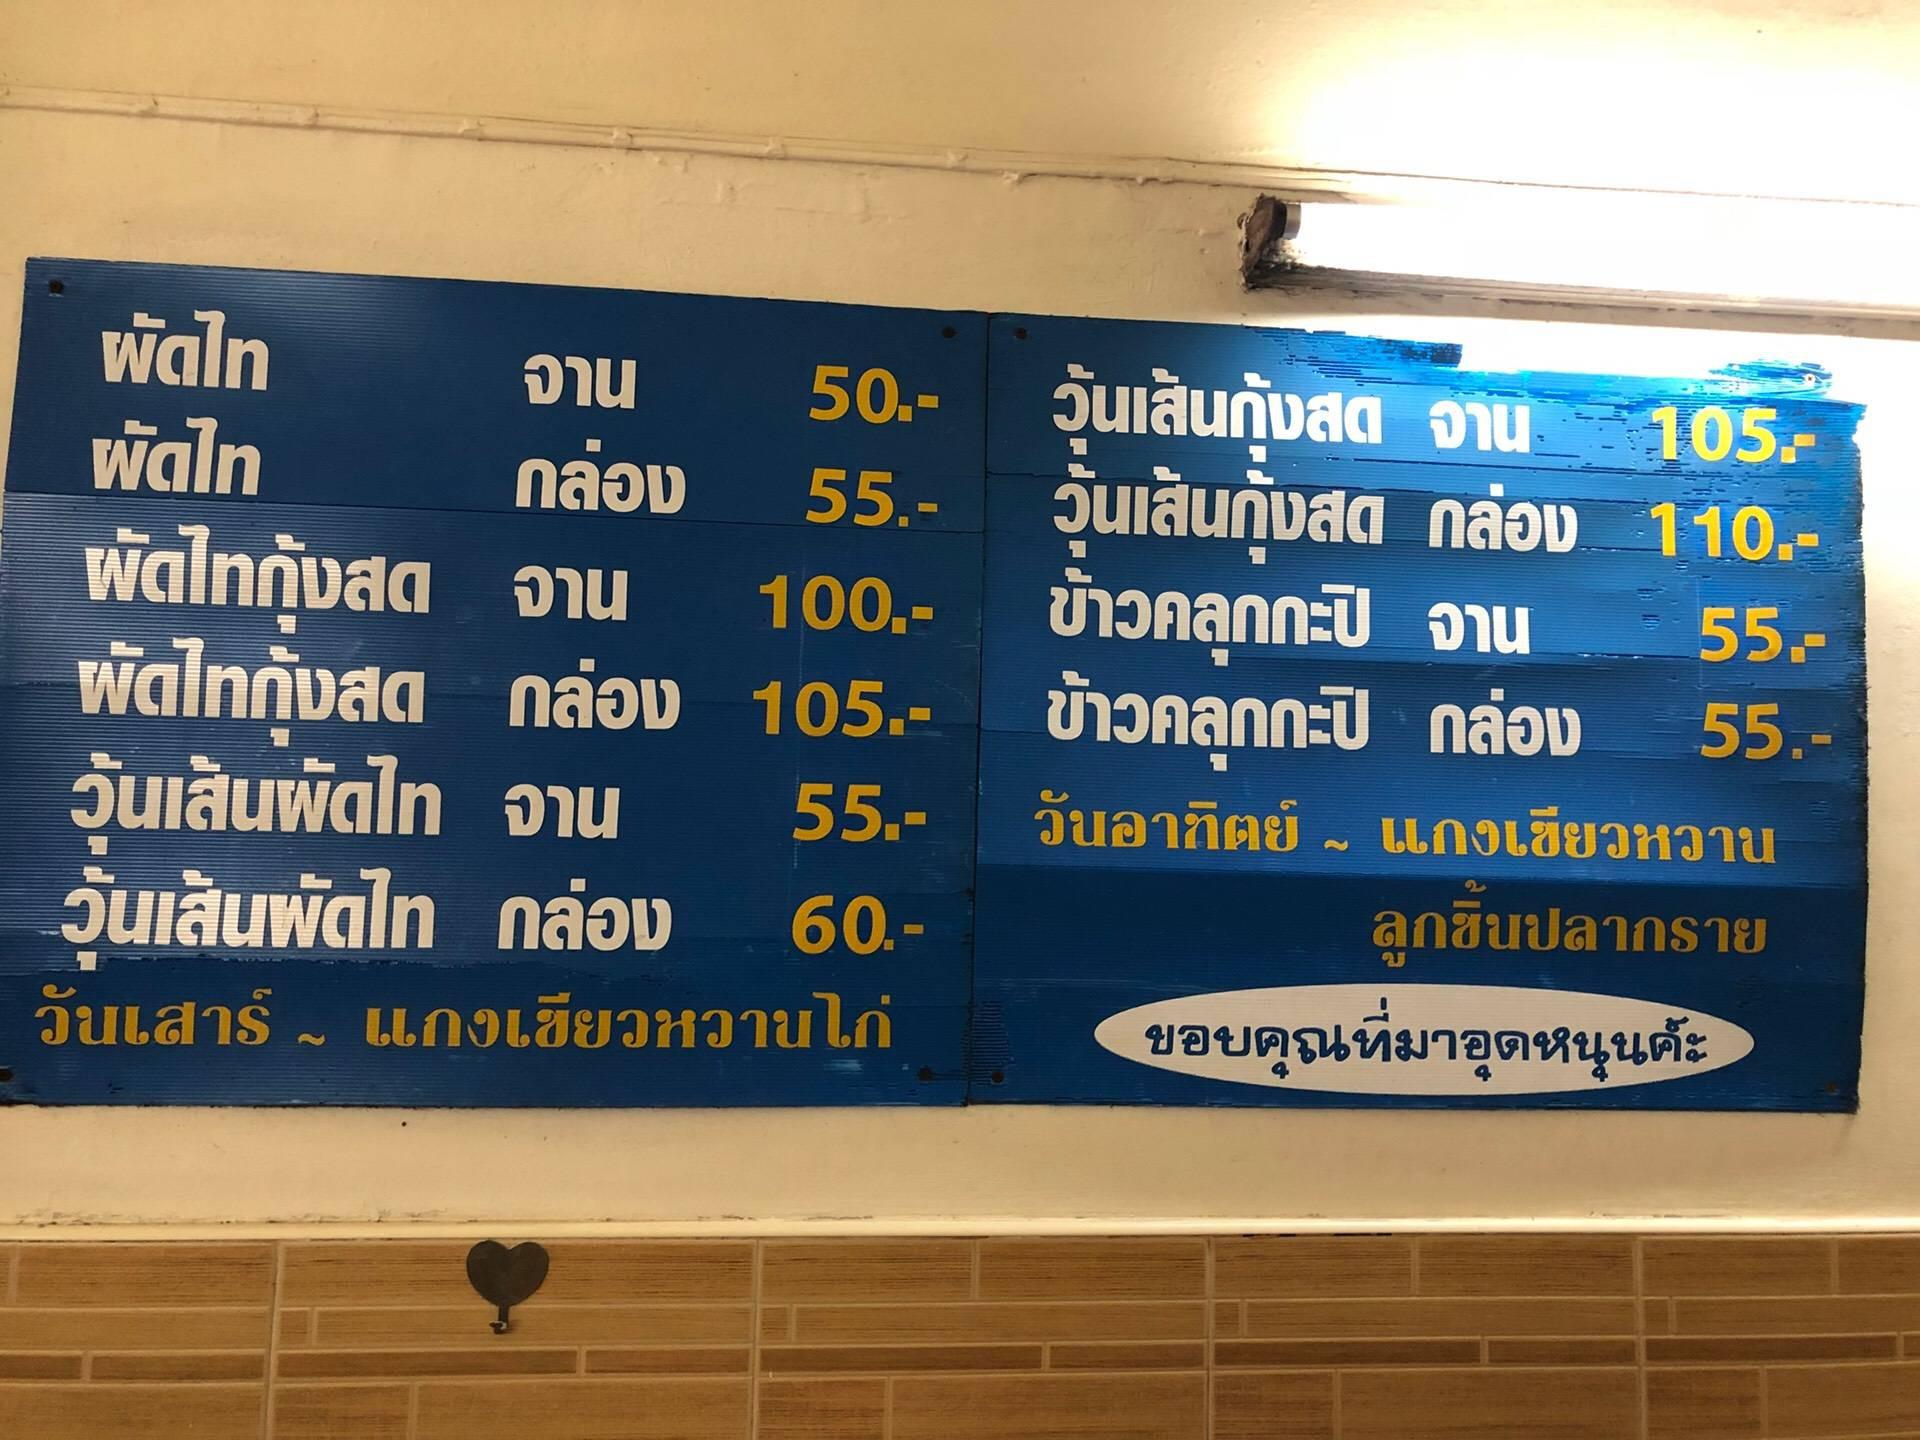 ผัดไท จาน 50.-
ผัดไท กล่อง 55.-
ผัดไทกุ้งสด จาน 100.-
ผัดไทกุ้งสด กล่อง 105.-
วุ้นเส้นผัดไท จาน 55.-
วุ้นเส้นผัดไท กล่อง 60.-
วันเสาร์ ~ แกงเขียวหวานไก่
วุ้นเส้นกุ้งสด จาน 105.-
วุ้นเส้นกุ้งสด กล่อง 110.-
ข้าวคลุกกะปิ จาน 55.-
ข้าวคลุกกะปิ กล่อง 55.-
วันอาทิตย์ ~ แกงเขียวหวาน
ลูกชิ้นปลากราย
ขอบคุณที่มาอุดหนุนค๊ะ